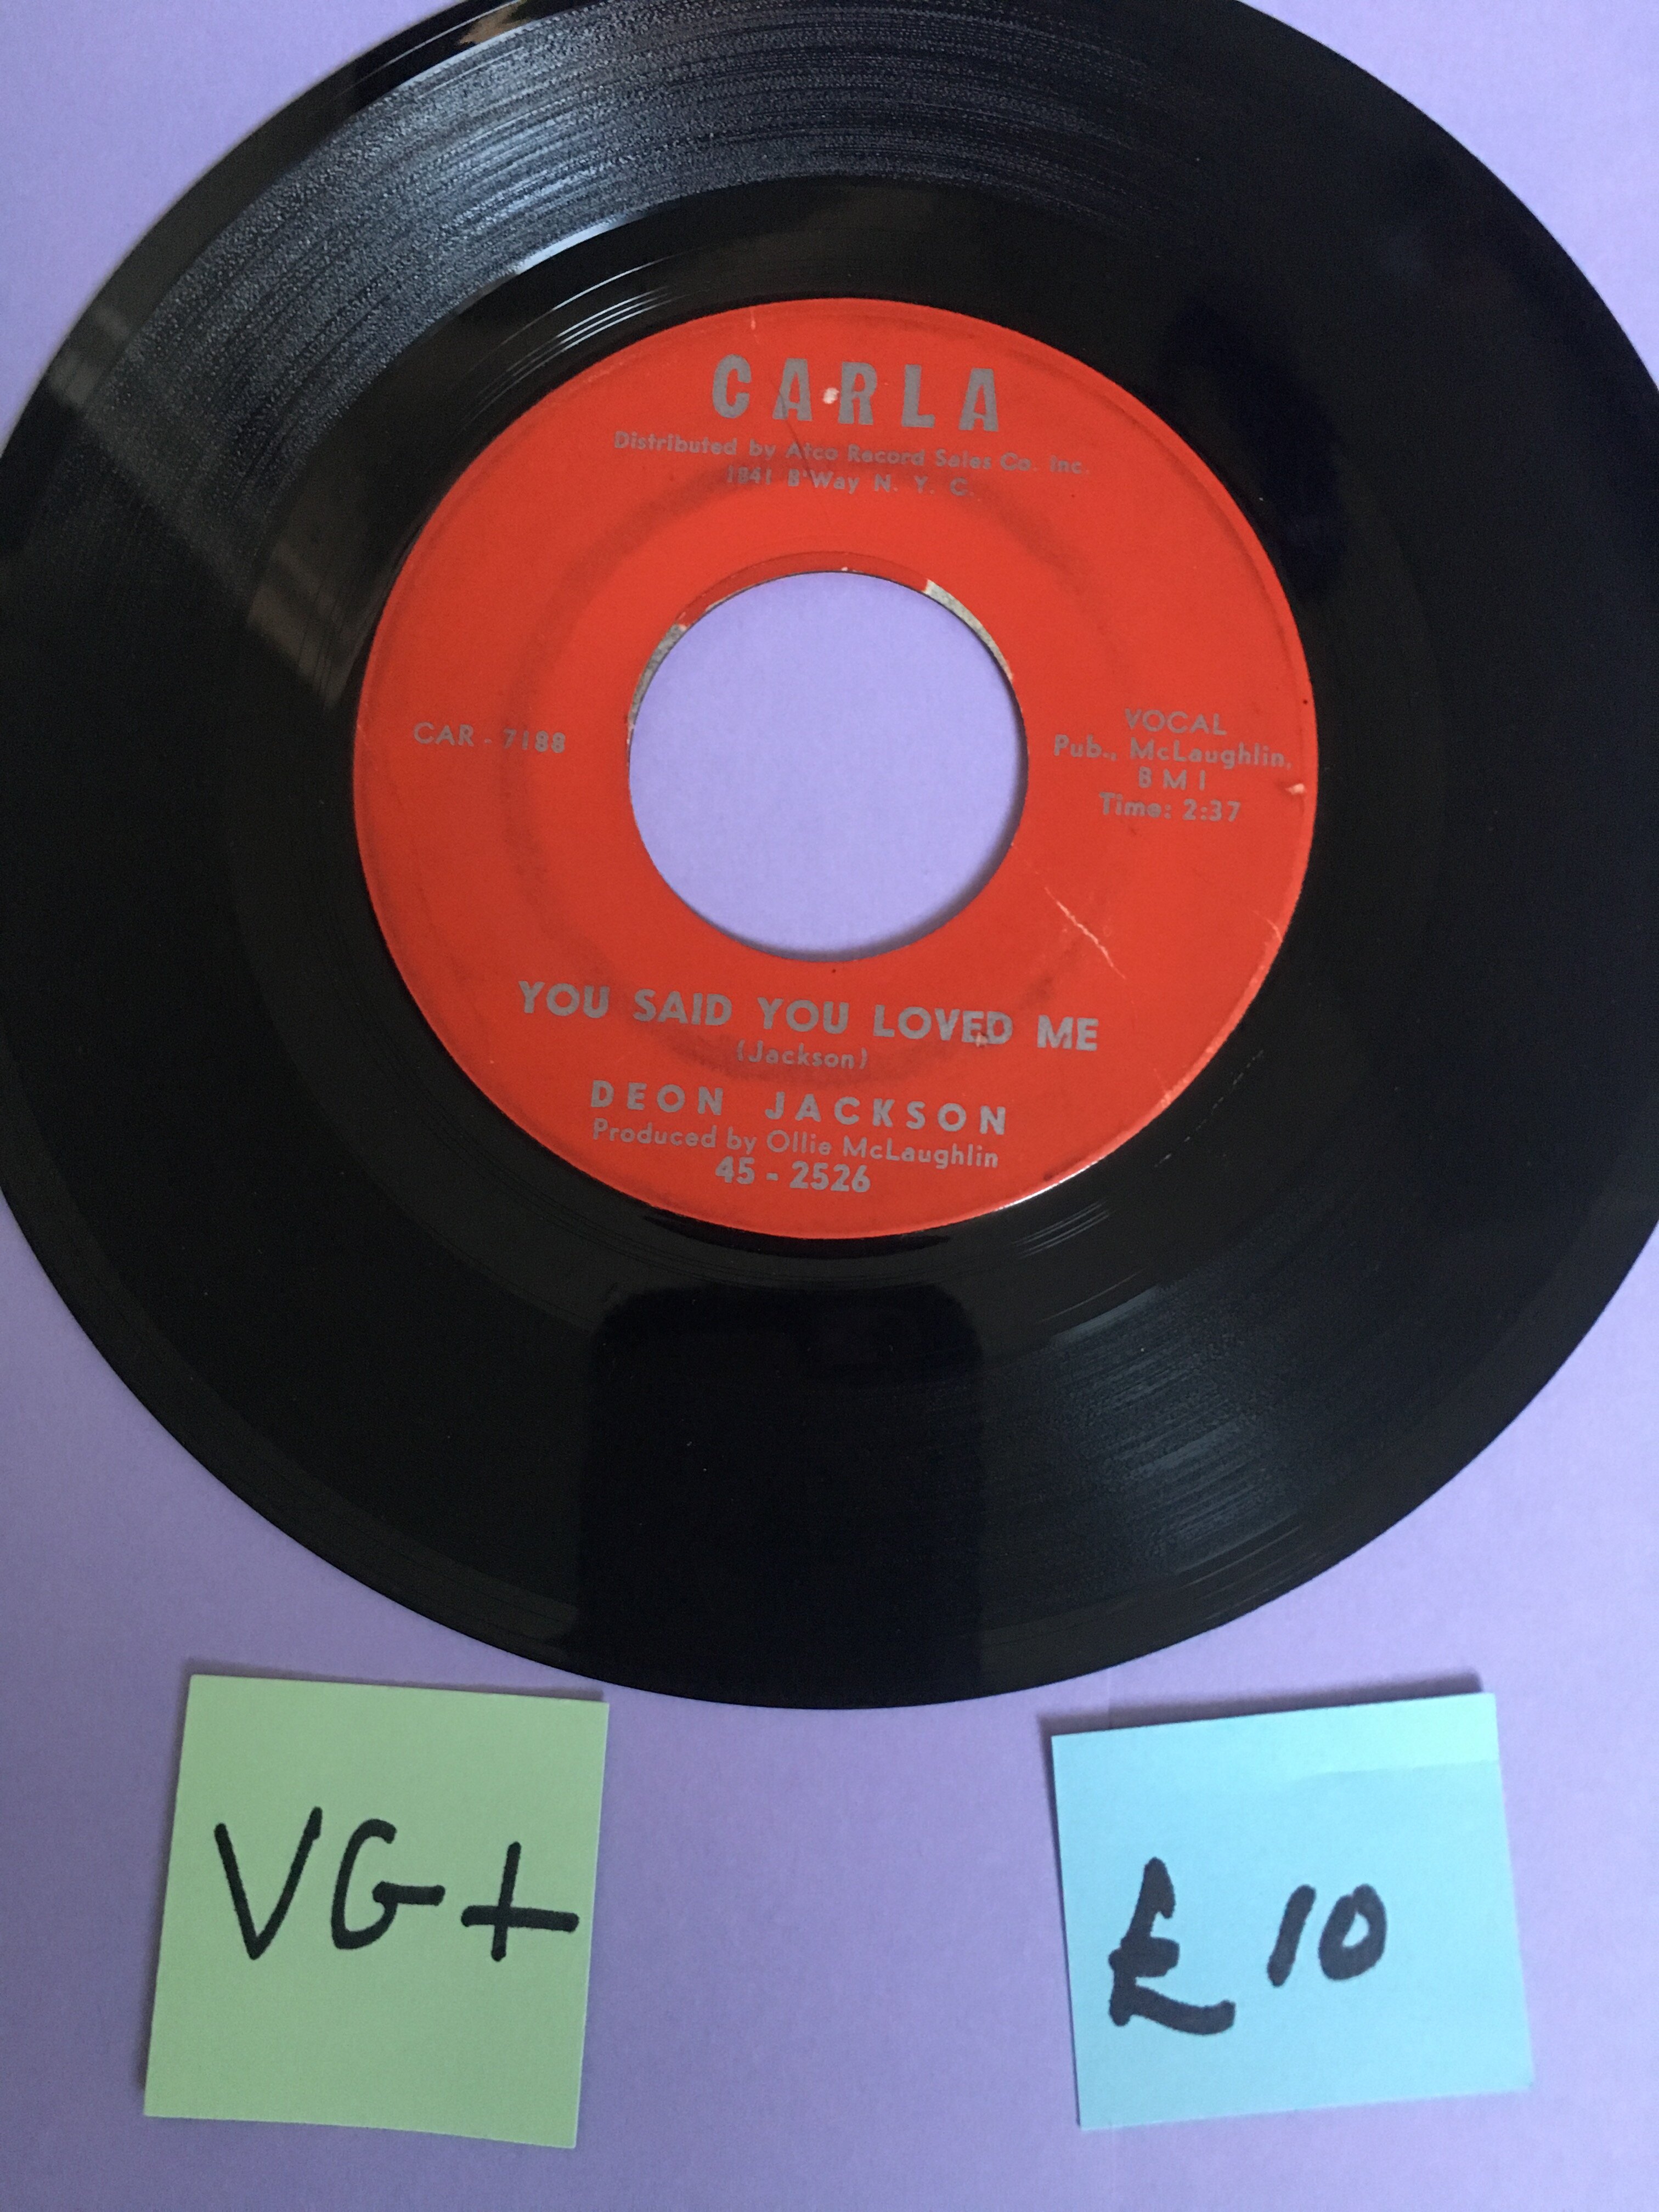 CARLA
Distributed by Atco Record Sales Co. Inc.
1841 B'Way N. Y. C.
CAR - 7188
VOCAL
Pub., McLaughlin,
BMI
Time: 2:37
YOU SAID YOU LOVED ME
(Jackson)
DEON JACKSON
Produced by Ollie McLaughlin
45 - 2526
VG+
£10